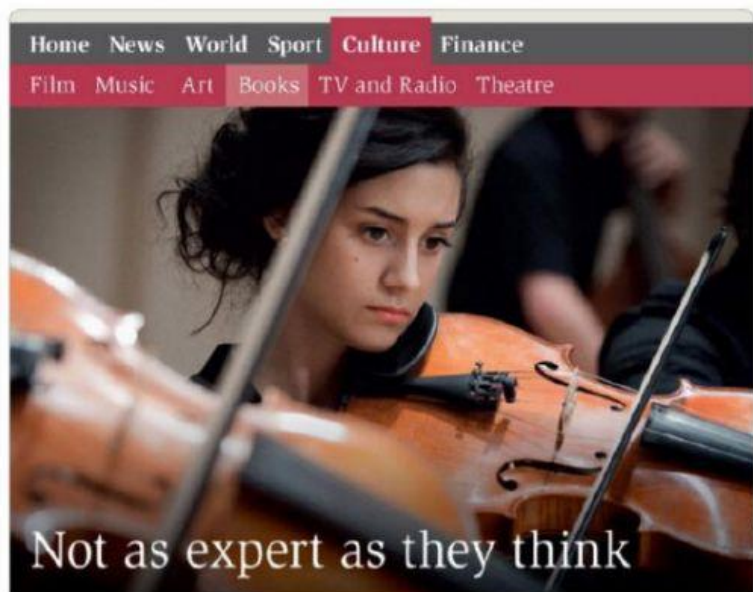 Home News World Sport Culture Finance
Film Music Art Books TV and Radio Theatre
Not as expert as they think